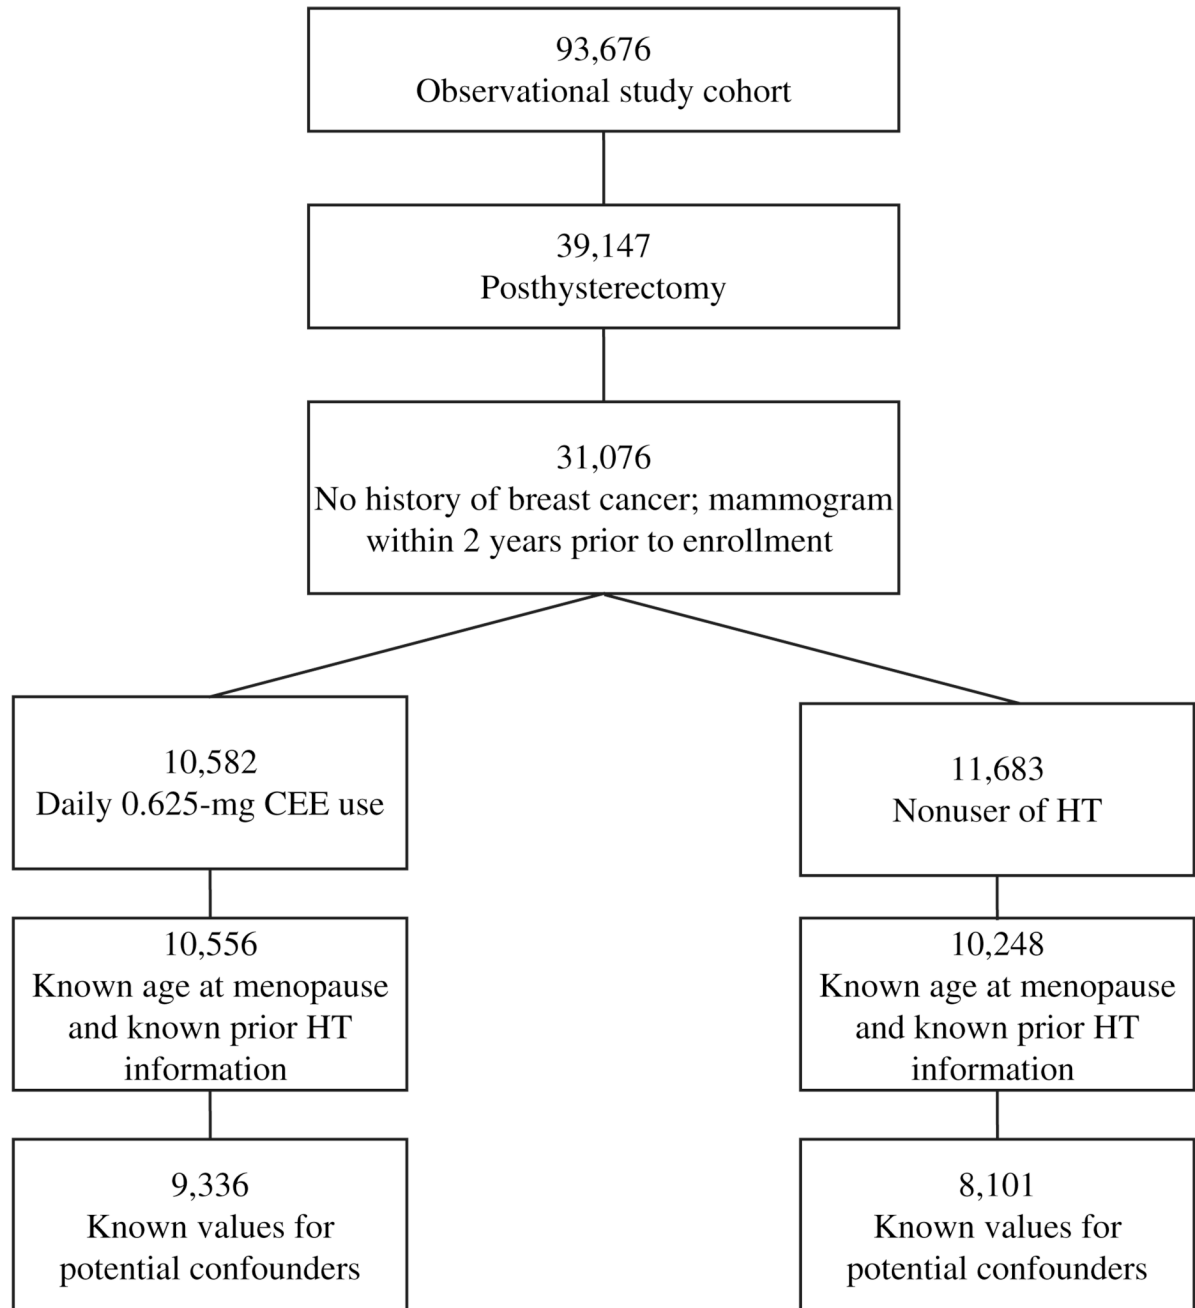 93,676
Observational study cohort
39,147
Posthysterectomy
31,076
No history of breast cancer; mammogram
within 2 years prior to enrollment
10,582
Daily 0.625-mg CEE use
11,683
Nonuser of HT
10,556
Known age at menopause
and known prior HT
information
10,248
Known age at menopause
and known prior HT
information
9,336
Known values for
potential confounders
8,101
Known values for
potential confounders